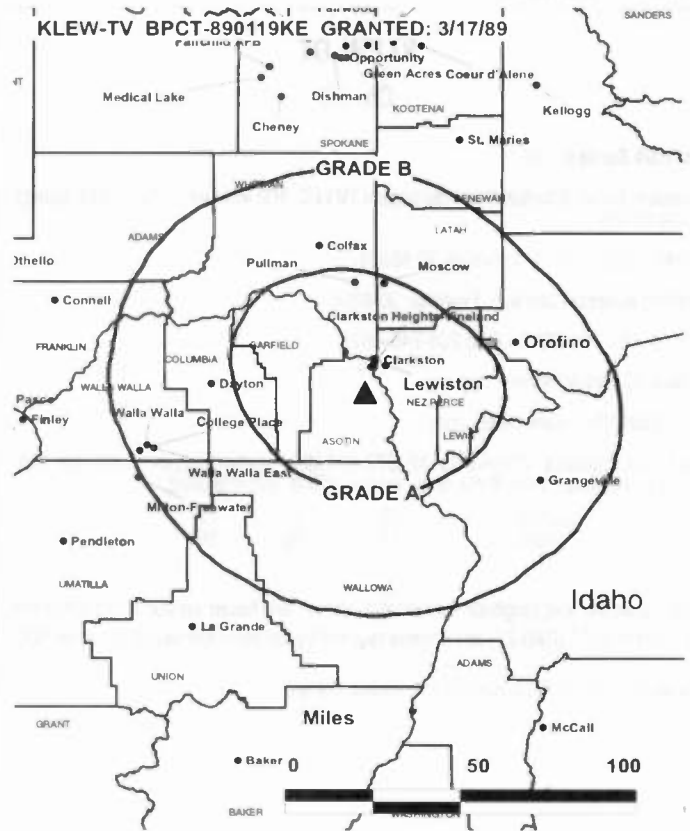 SANDERS
KLEW-TV BPCT-890119KE GRANTED: 3/17/89
Opportunity
Green Acres Coeur d'Alene
Medical Lake
Dishman
KOOTENAI
Kellogg
Cheney
SPOKANE
St. Maries
GRADE B
WHITMAN
BENEWAH
LATAH
ADAMS
Othello
Colfax
Pullman
Moscow
Connell
Clarkston Heights-Vineland
FRANKLIN
COLUMBIA
GARFIELD
Orofino
Clarkston
WALLA WALLA
Dayton
Lewiston
Pasco
NEZ PERCE
Finley
Walla Walla
College Place
ASOTIN
LEWIS
Walla Walla East
GRADE A
Grangeville
Milton-Freewater
Pendleton
UMATILLA
WALLOWA
Idaho
La Grande
ADAMS
UNION
Miles
GRANT
McCall
Baker
0 50 100
BAKER
WASHINGTON